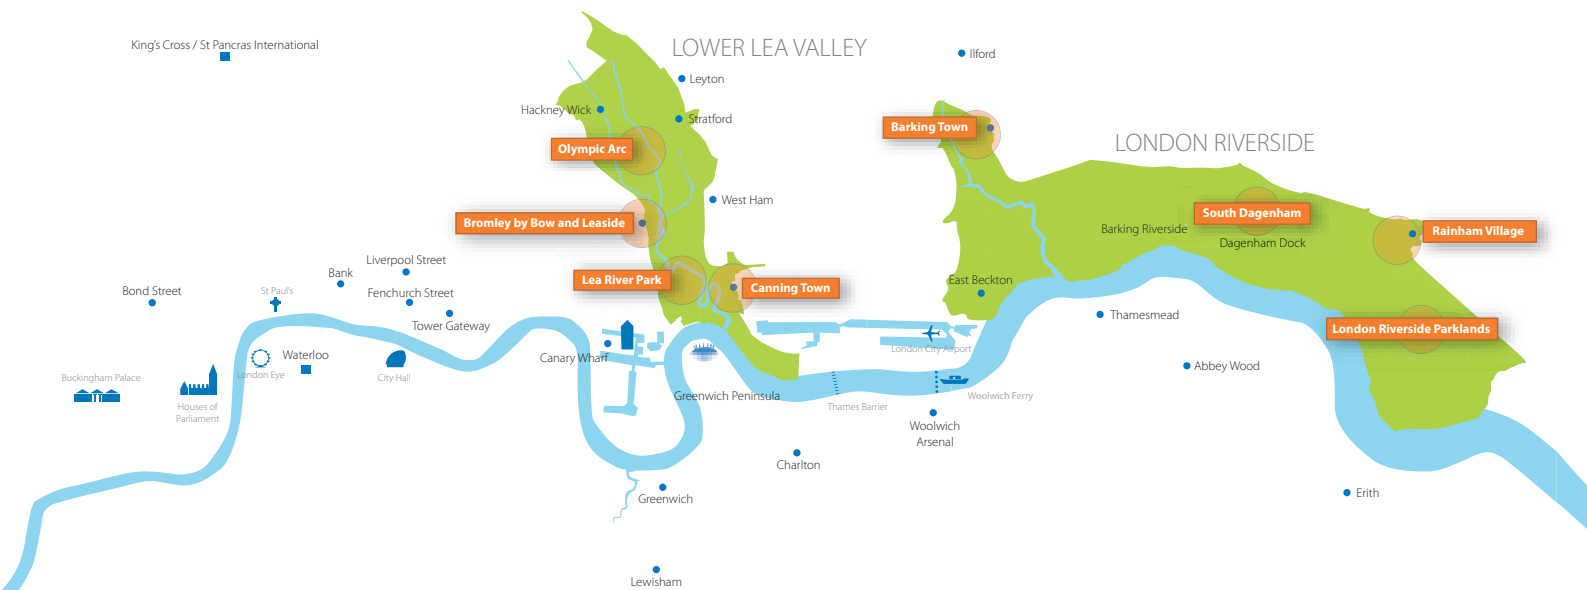 King's Cross / St Pancras International
LOWER LEA VALLEY
Ilford
Leyton
Hackney Wick
Stratford
Barking Town
LONDON RIVERSIDE
Olympic Arc
West Ham
South Dagenham
Bromley by Bow and Leaside
Barking Riverside
Rainham Village
Dagenham Dock
Liverpool Street
Bank
Lea River Park
Canning Town
East Beckton
Bond Street
St Paul's
Fenchurch Street
Tower Gateway
Thamesmead
London Riverside Parklands
London City Airport
Waterloo
Canary Wharf
Abbey Wood
Buckingham Palace
London Eye
City Hall
Houses of
Parliament
Greenwich Peninsula
Thames Barrier
Woolwich Ferry
Woolwich
Arsenal
Charlton
Greenwich
Erith
Lewisham